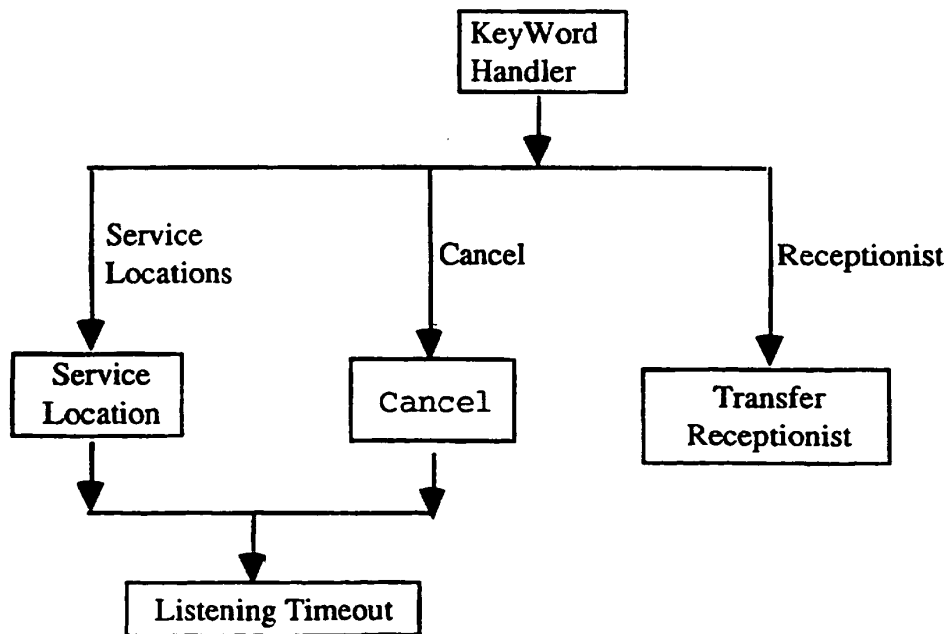 KeyWord
Handler
Service
Locations
Cancel
Receptionist
Service
Location
Cancel
Transfer
Receptionist
Listening Timeout